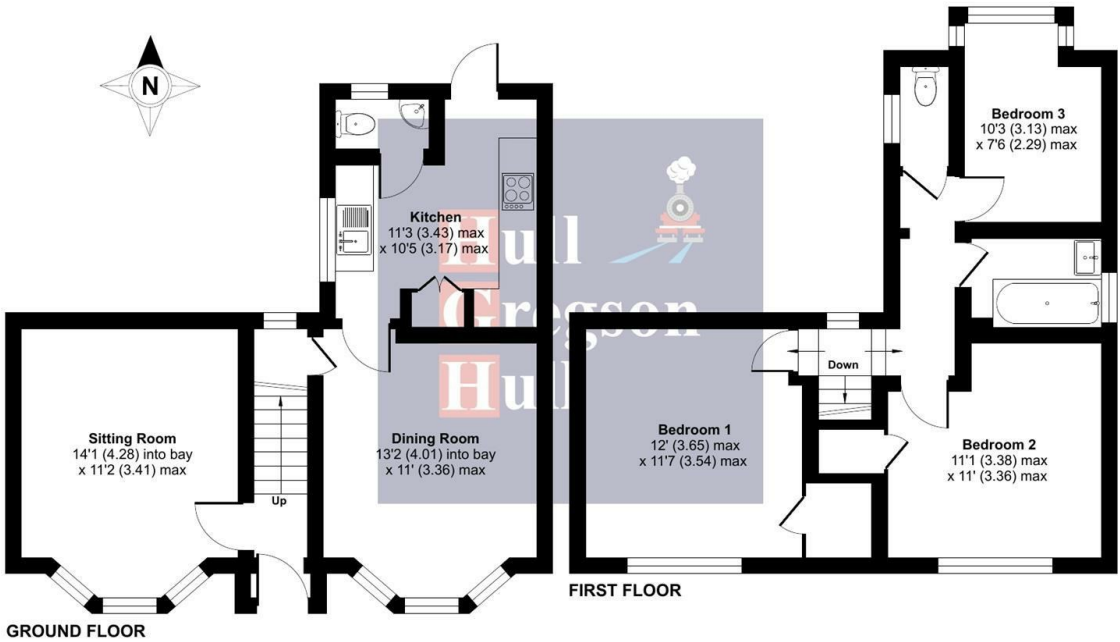 N
Bedroom 3
10'3 (3.13) max
x 7'6 (2.29) max
Kitchen
11'3 (3.43) max
x 10'5 (3.17) max
Hull
Gregson
Hull
Down
Sitting Room
14'1 (4.28) into bay
x 11'2 (3.41) max
Up
Dining Room
13'2 (4.01) into bay
x 11' (3.36) max
Bedroom 1
12' (3.65) max
x 11'7 (3.54) max
Bedroom 2
11'1 (3.38) max
x 11' (3.36) max
FIRST FLOOR
GROUND FLOOR